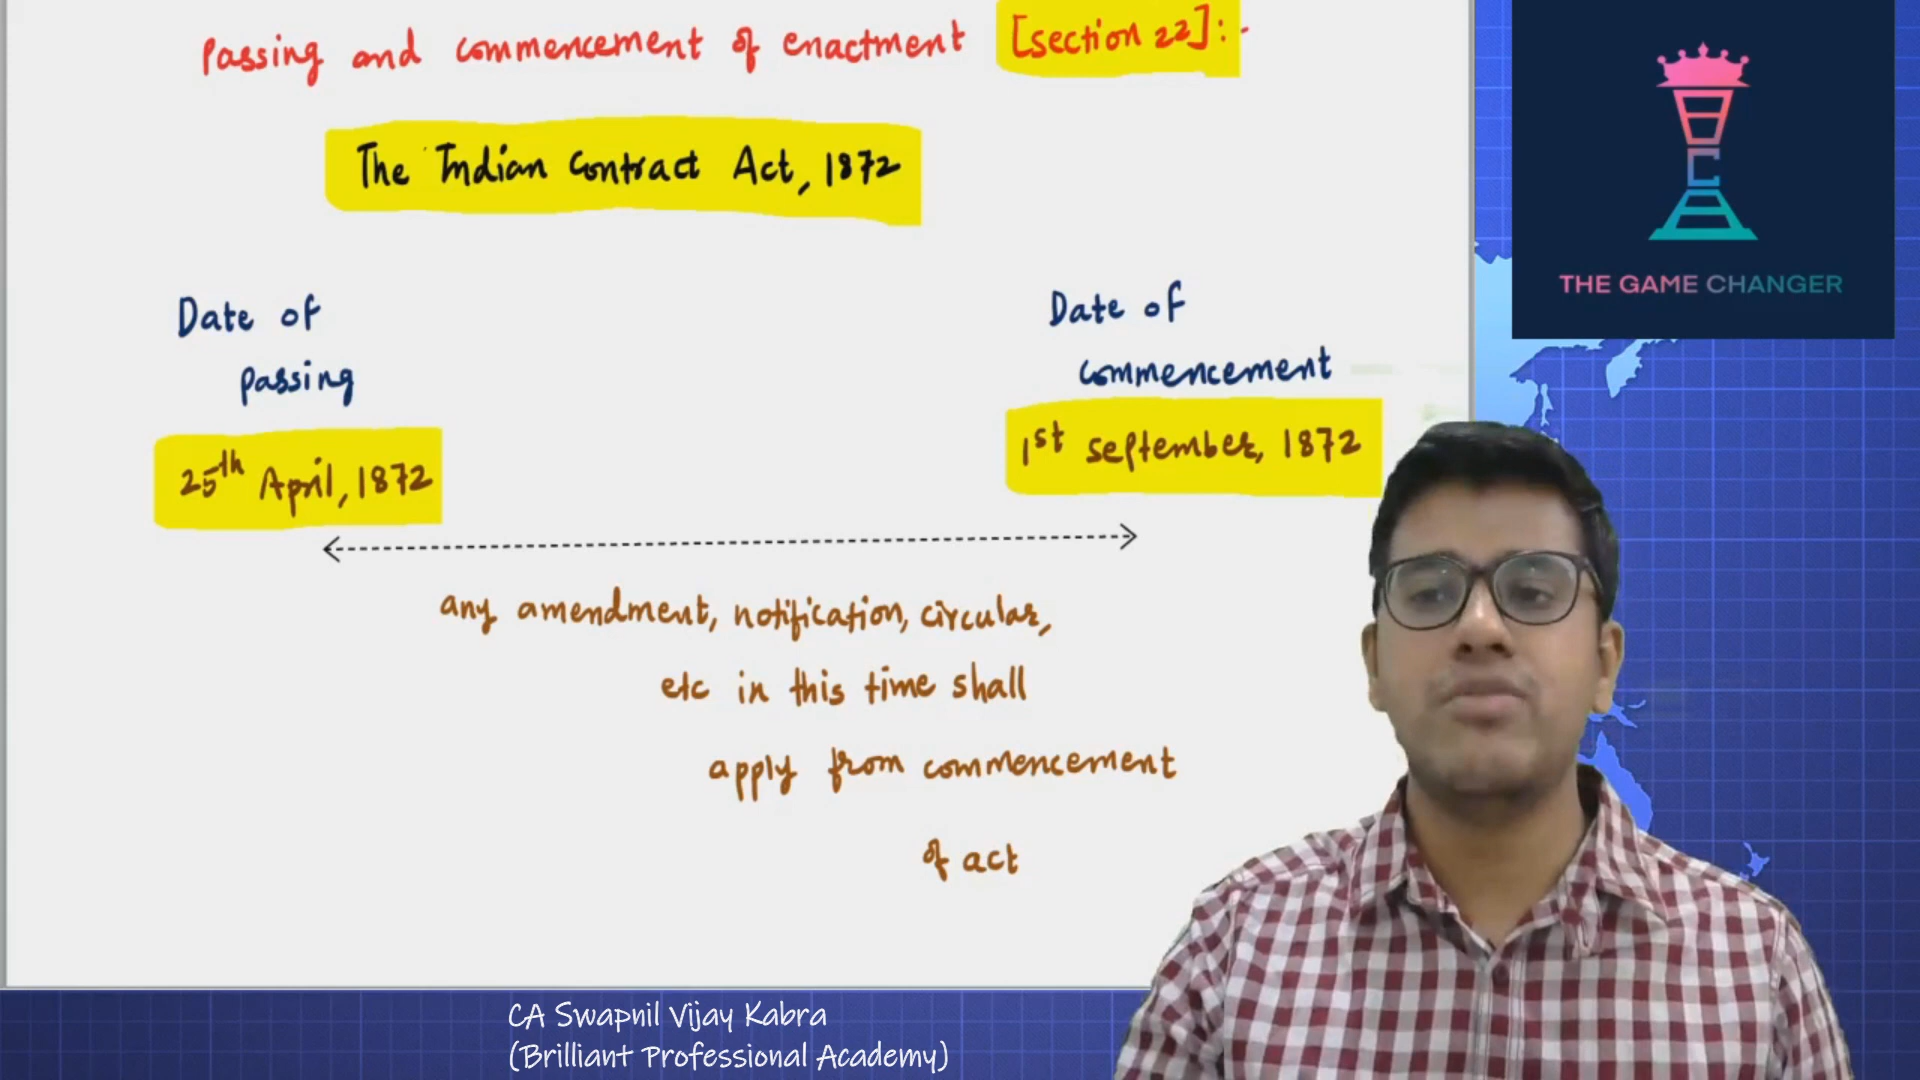 Passing and commencement of enactment [section 22]:-
The Indian Contract Act, 1872
Date of
passing
25th April, 1872
Date of
commencement
1st september, 1872
any amendment, notification, circular,
etc in this time shall
apply from commencement
of act
THE GAME CHANGER
CA Swapnil Vijay Kabra
(Brilliant Professional Academy)